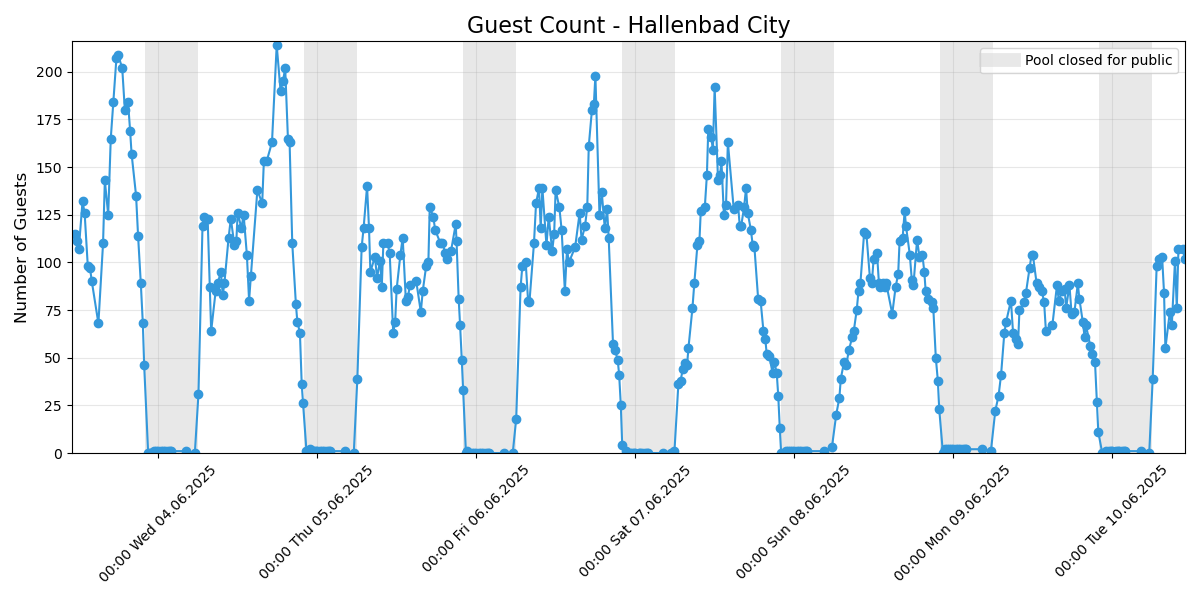 Guest Count - Hallenbad City
Pool closed for public
Number of Guests
200
175
150
125
100
75
50
25
0
00:00 Wed 04.06.2025
00:00 Thu 05.06.2025
00:00 Fri 06.06.2025
00:00 Sat 07.06.2025
00:00 Sun 08.06.2025
00:00 Mon 09.06.2025
00:00 Tue 10.06.2025